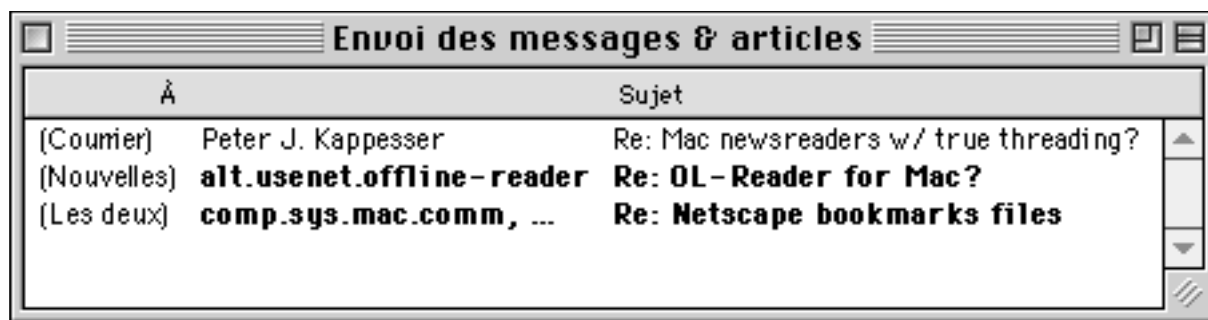 Envoi des messages & articles
À Sujet
(Courrier) Peter J. Kappesser Re: Mac newsreaders w/ true threading?
(Nouvelles) alt.usenet.offline-reader Re: OL-Reader for Mac?
(Les deux) comp.sys.mac.comm, ... Re: Netscape bookmarks files